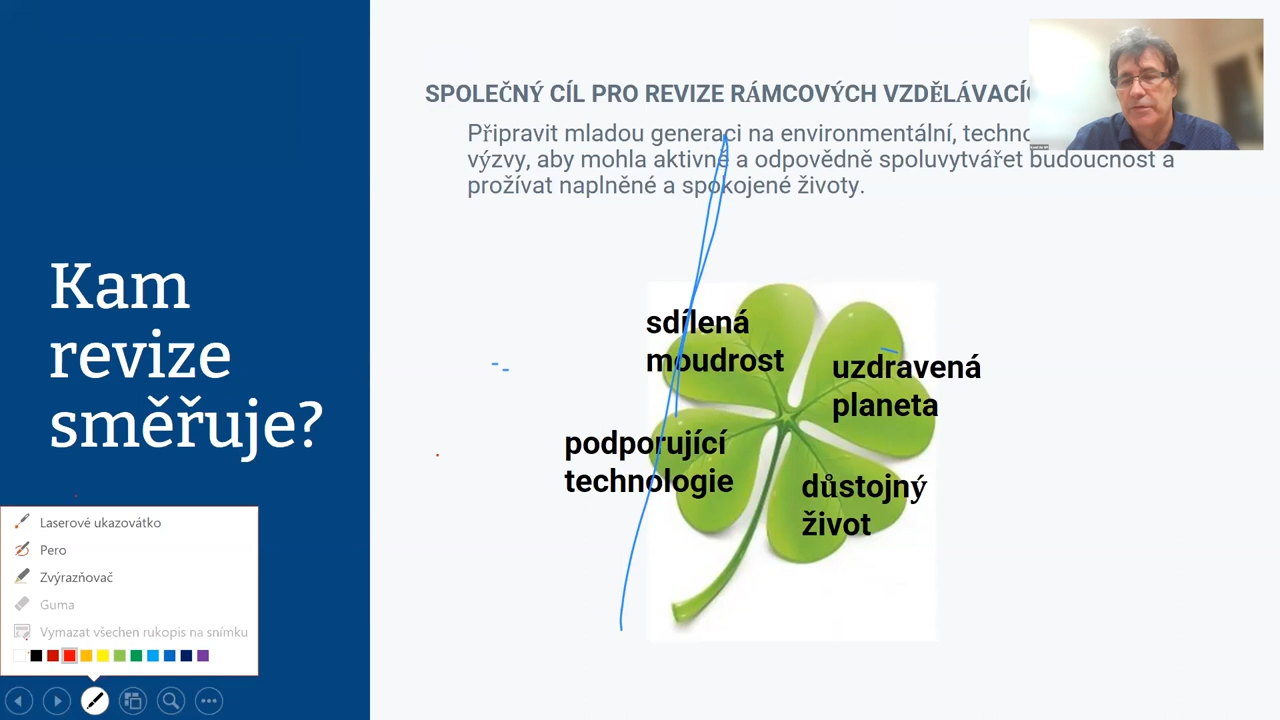 Kam
revize
směřuje?
SPOLEČNÝ CÍL PRO REVIZE RÁMCOVÝCH
Připravit mladou generaci na environmentální,
výzvy, aby mohla aktivně a odpovědně spoluvytvářet budoucnost a
prožívat naplněné a spokojené životy.
sdílená
moudrost
uzdravená
planeta
podporující
technologie
důstojný
život
Laserové ukazovátko
Pero
Zvýrazňovač
Guma
Vymazat všechen rukopis na snímku